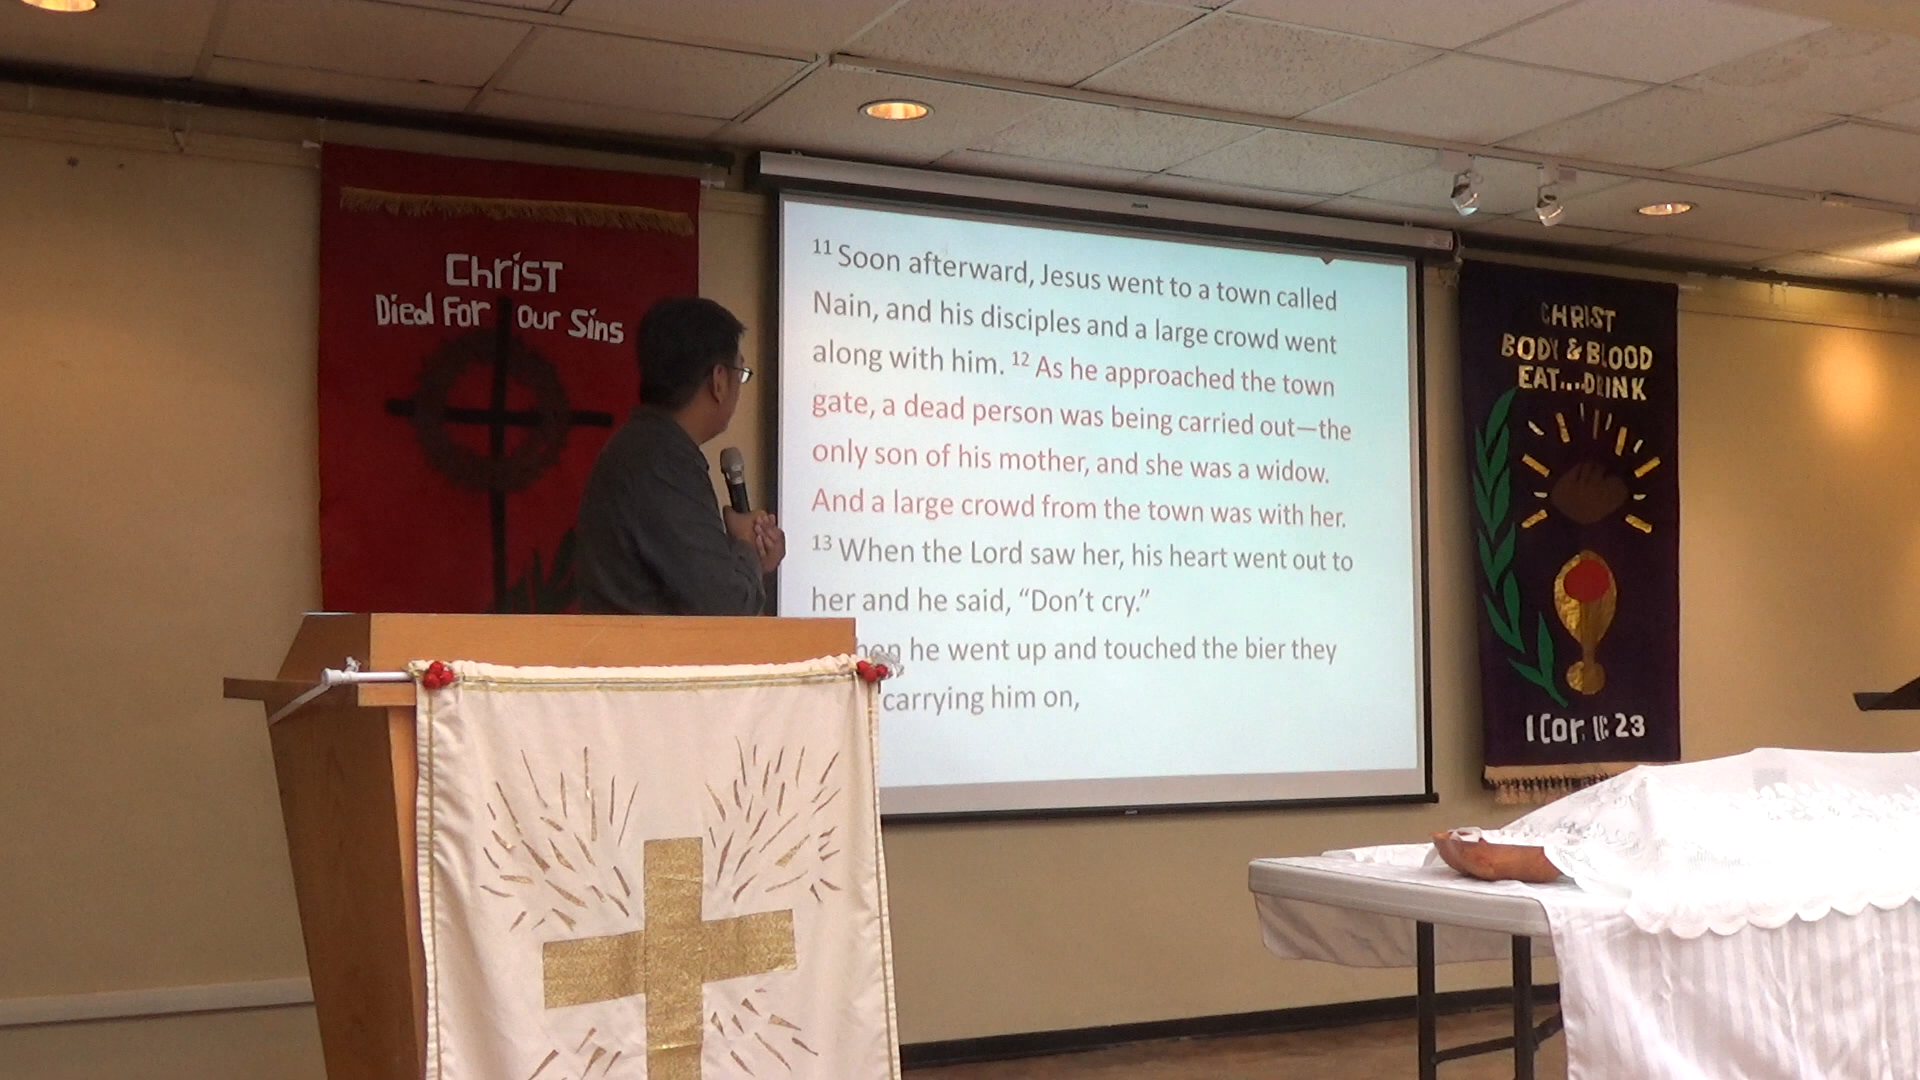 Christ
Died For Our Sins
11 Soon afterward, Jesus went to a town called
Nain, and his disciples and a large crowd went
along with him. 12 As he approached the town
gate, a dead person was being carried out—the
only son of his mother, and she was a widow.
And a large crowd from the town was with her.
13 When the Lord saw her, his heart went out to
her and he said, “Don’t cry.”
he went up and touched the bier they
carrying him on,
CHRIST
BODY & BLOOD
EAT....DRINK
1 Cor. 11: 23